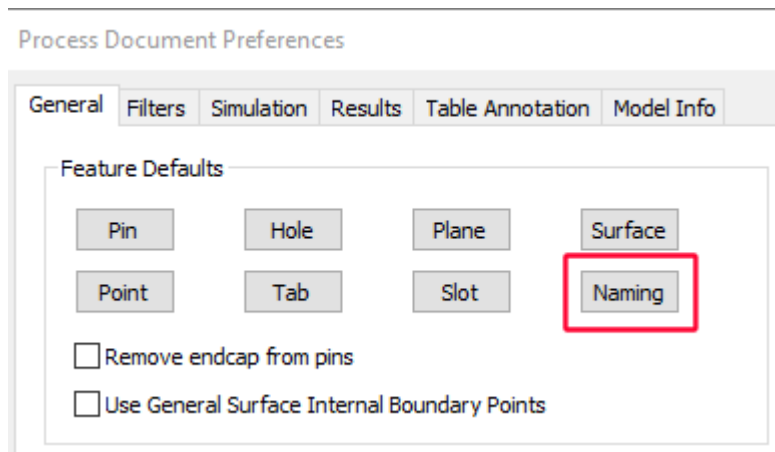 Process Document Preferences
General Filters Simulation Results Table Annotation Model Info
Feature Defaults
Pin Hole Plane Surface
Point Tab Slot Naming
Remove endcap from pins
Use General Surface Internal Boundary Points